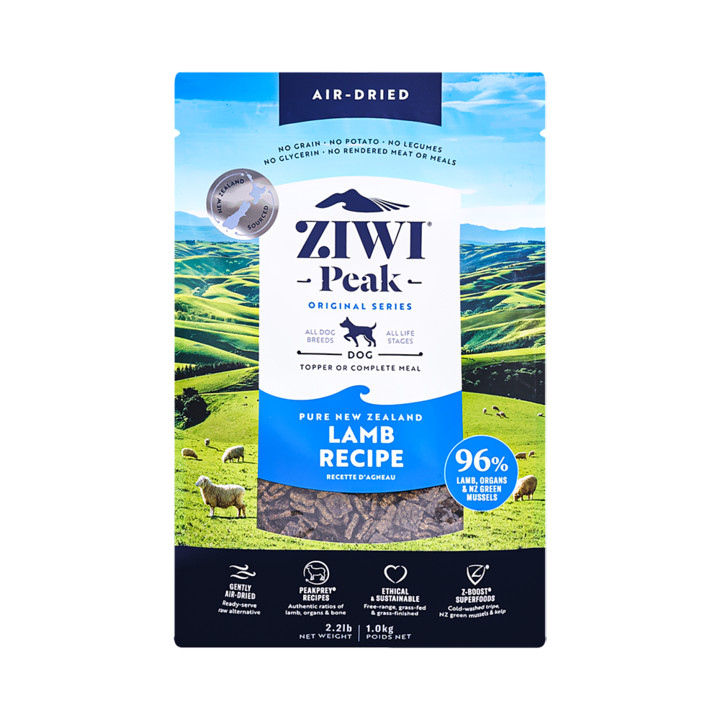 AIR-DRIED
NO GRAIN • NO POTATO • NO LEGUMES
NO GLYCERIN • NO RENDERED MEAT OR MEALS
NEW ZEALAND
SOURCED
ZIWI®
Peak
ORIGINAL SERIES
ALL DOG
BREEDS
ALL LIFE
STAGES
DOG
TOPPER OR COMPLETE MEAL
PURE NEW ZEALAND
LAMB
RECIPE
RECETTE D'AGNEAU
96%
LAMB, ORGANS
& NZ GREEN
MUSSELS
GENTLY
AIR-DRIED
Ready-serve
raw alternative
PEAKPREY®
RECIPES
Authentic ratios of
lamb, organs & bone
ETHICAL
& SUSTAINABLE
Free-range, grass-fed
& grass-finished
Z-BOOST®
SUPERFOODS
Cold-washed tripe,
NZ green mussels & kelp
2.2lb
NET WEIGHT
1.0kg
POIDS NET